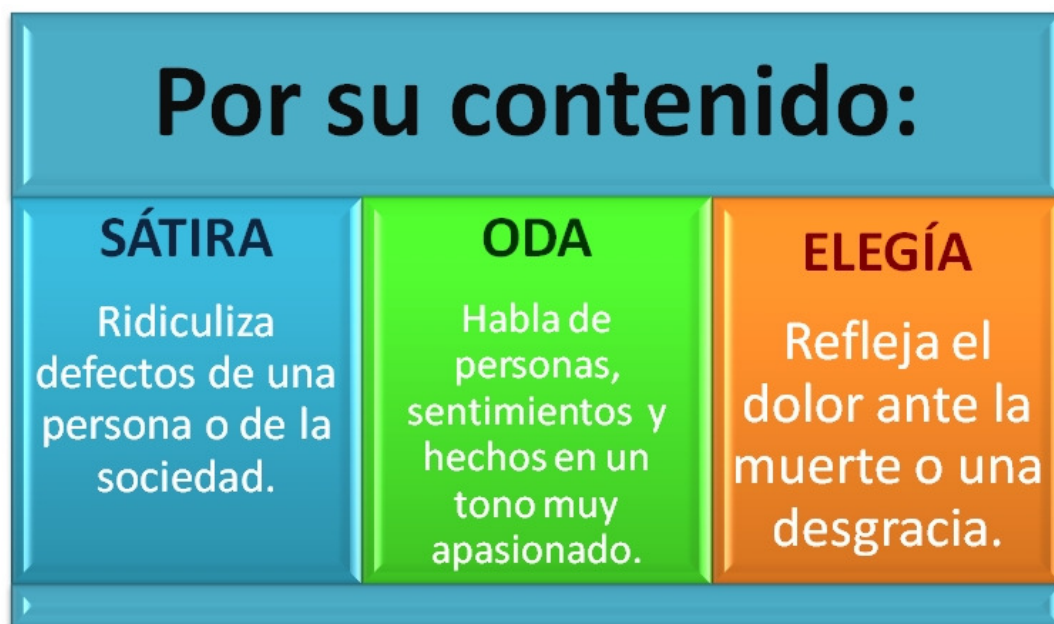 Por su contenido:
SÁTIRA
Ridiculiza
defectos de una
persona o de la
sociedad.
ODA
Habla de
personas,
sentimientos y
hechos en un
tono muy
apasionado.
ELEGÍA
Refleja el
dolor ante la
muerte o una
desgracia.